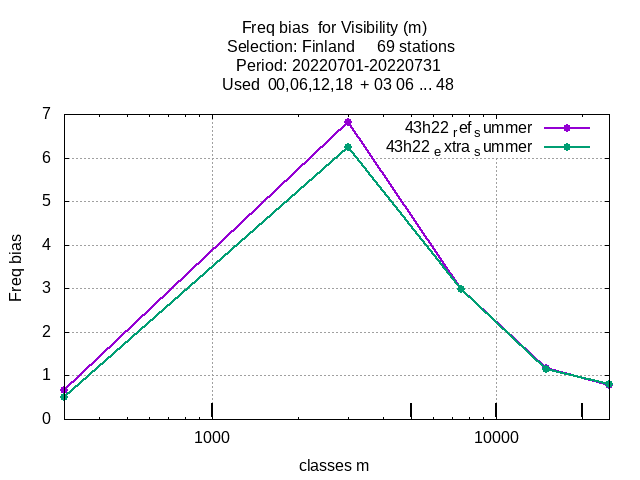 Freq bias  for Visibility (m)
Selection: Finland     69 stations
Period: 20220701-20220731
Used  00,06,12,18  + 03 06 ... 48
7
43h22 ref summer
6
43h22 extra summer
5
4
3
2
1
0
Freq bias
1000
10000
classes m